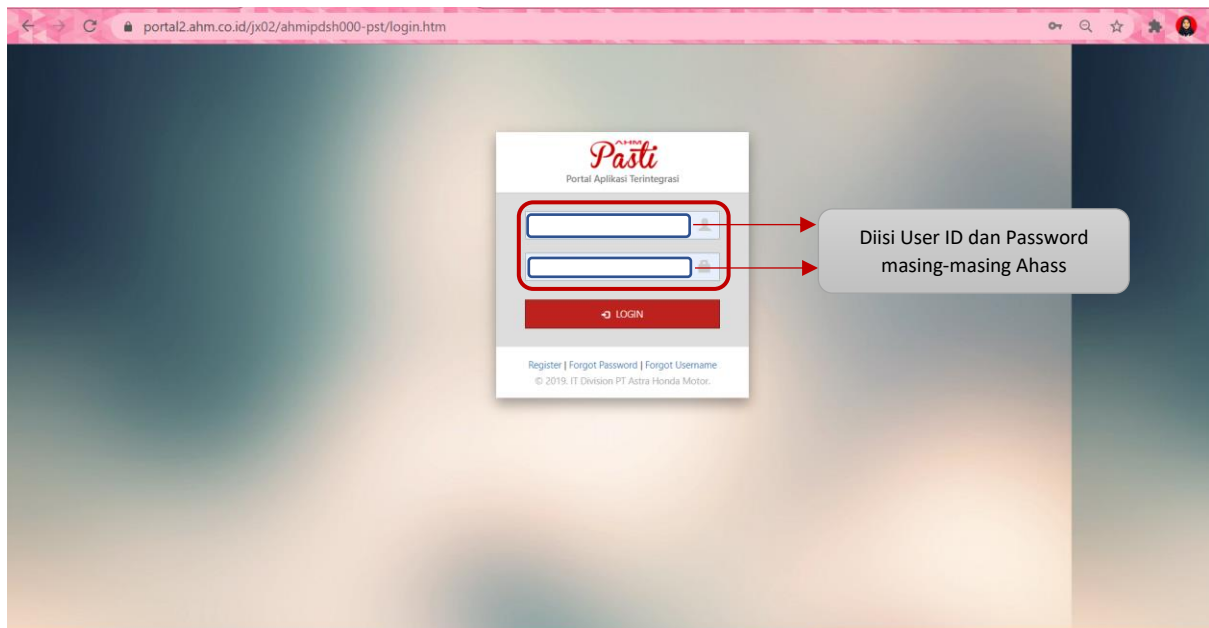 portal2.ahm.co.id/jx02/ahmipdsh000-pst/login.htm
AHM
Pasti
Portal Aplikasi Terintegrasi
Diisi User ID dan Password
masing-masing Ahass
LOGIN
Register | Forgot Password | Forgot Username
© 2019. IT Division PT Astra Honda Motor.